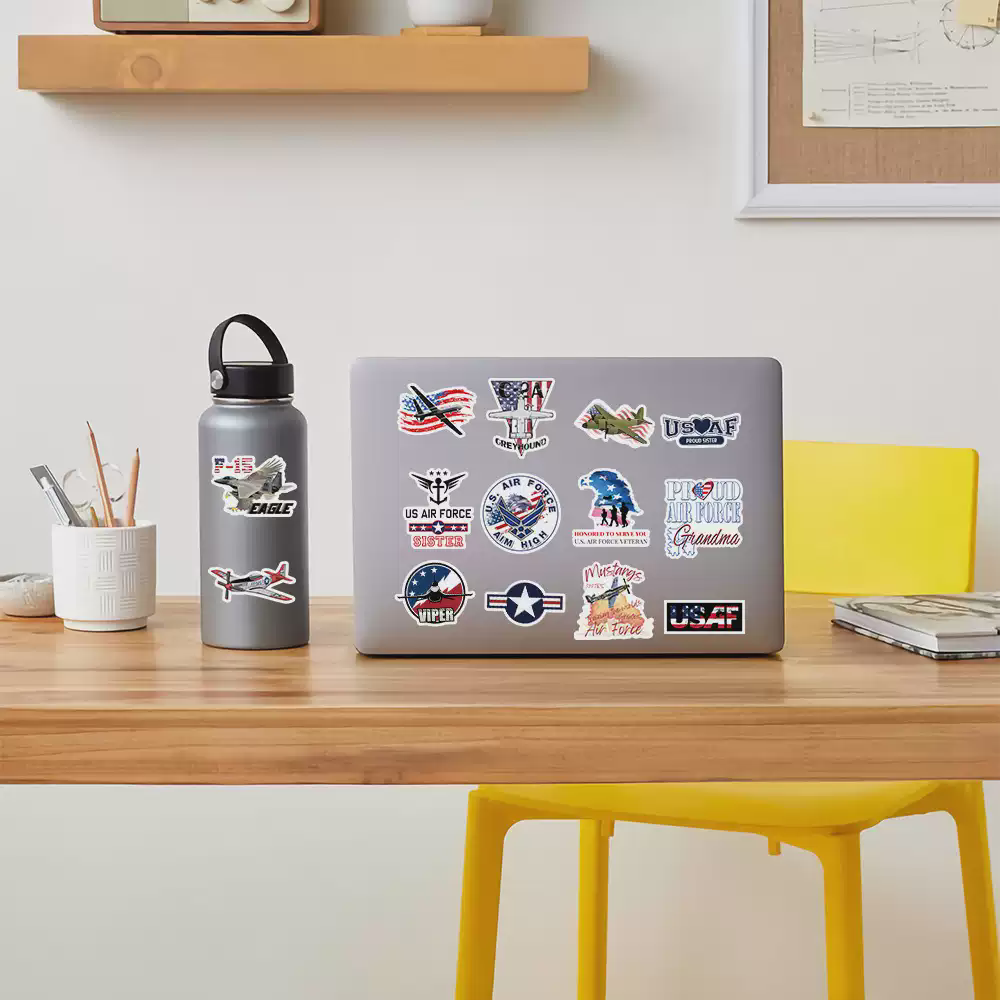 F-15
EAGLE
C-2A
GREYHOUND
US AF
PROUD SISTER
US AIR FORCE
SISTER
U.S. AIR FORCE
AIM HIGH
HONORED TO SERVE YOU
U.S. AIR FORCE VETERAN
PROUD
AIR FORCE
Grandma
VIPER
Mustangs
Air Force
USAF